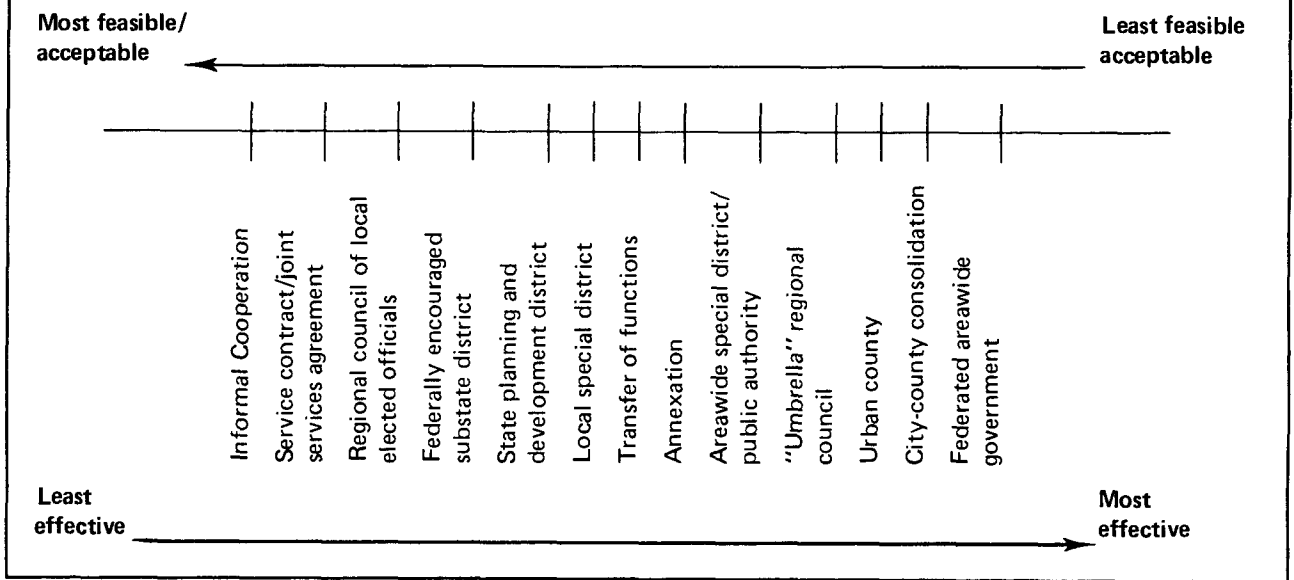 Most feasible/
acceptable
Least feasible
acceptable
Informal Cooperation
Service contract/joint
services agreement
Regional council of local
elected officials
Federally encouraged
substate district
State planning and
development district
Local special district
Transfer of functions
Annexation
Areawide special district/
public authority
"Umbrella" regional
council
Urban county
City-county consolidation
Federated areawide
government
Least
effective
Most
effective